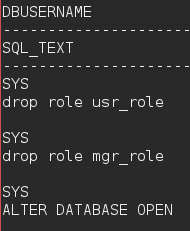 DBUSERNAME
--------------------
SQL_TEXT
--------------------
SYS
drop role usr_role
SYS
drop role mgr_role
SYS
ALTER DATABASE OPEN